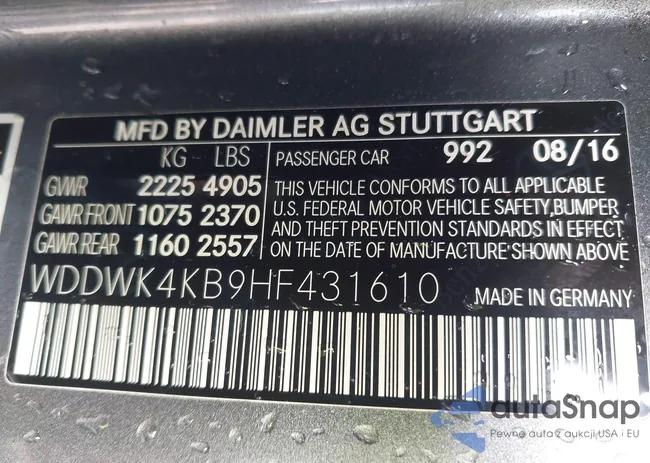 MFD BY DAIMLER AG STUTTGART
KG LBS
GVWR 2225 4905
GAWR FRONT 1075 2370
GAWR REAR 1160 2557
PASSENGER CAR 992 08/16
THIS VEHICLE CONFORMS TO ALL APPLICABLE
U.S. FEDERAL MOTOR VEHICLE SAFETY, BUMPER
AND THEFT PREVENTION STANDARDS IN EFFECT
ON THE DATE OF MANUFACTURE SHOWN ABOVE
WDDWK4KB9HF431610 MADE IN GERMANY
autoSnap
Pewne auta z aukcji USA i EU